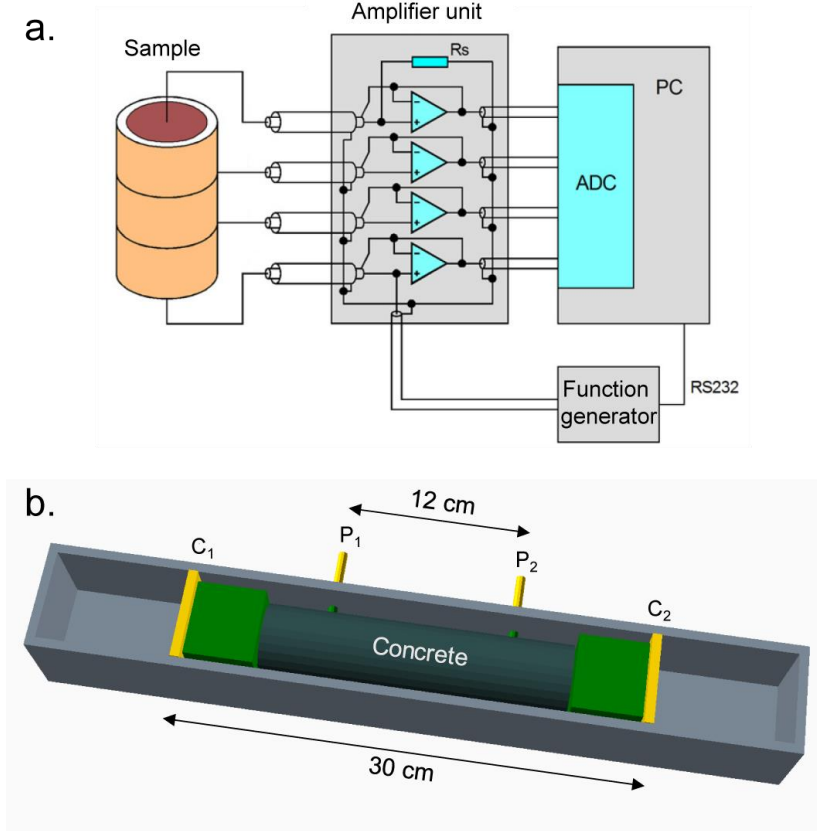 a.
Amplifier unit
Sample
Rs
PC
ADC
Function
generator
RS232
b.
12 cm
P1
P2
C1
C2
Concrete
30 cm